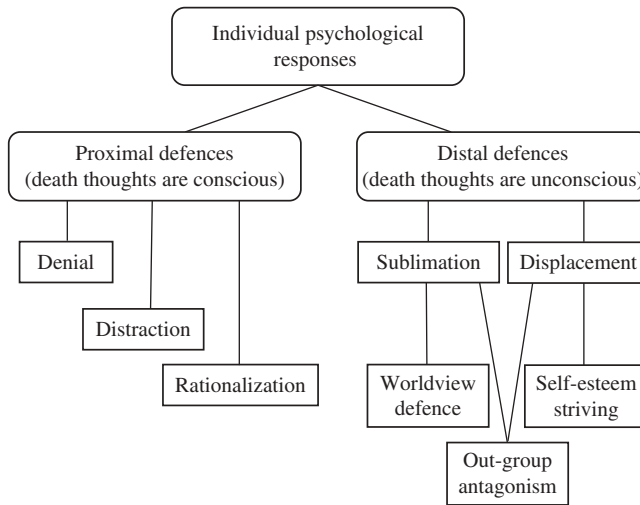 Individual psychological
responses
Proximal defences
(death thoughts are conscious)
Distal defences
(death thoughts are unconscious)
Denial
Distraction
Rationalization
Sublimation
Displacement
Worldview
defence
Self-esteem
striving
Out-group
antagonism